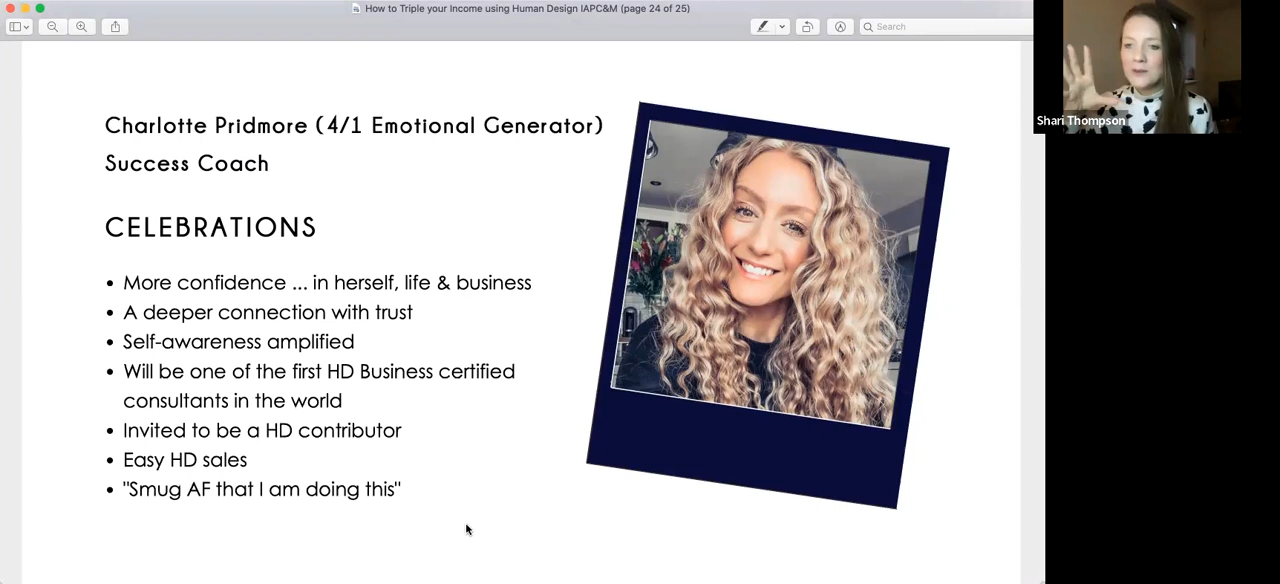 How to Triple your Income using Human Design IAPC&M (page 24 of 25)
Search
Shari Thompson
Charlotte Pridmore (4/1 Emotional Generator)
Success Coach
CELEBRATIONS
• More confidence ... in herself, life & business
• A deeper connection with trust
• Self-awareness amplified
• Will be one of the first HD Business certified
consultants in the world
• Invited to be a HD contributor
• Easy HD sales
• "Smug AF that I am doing this"